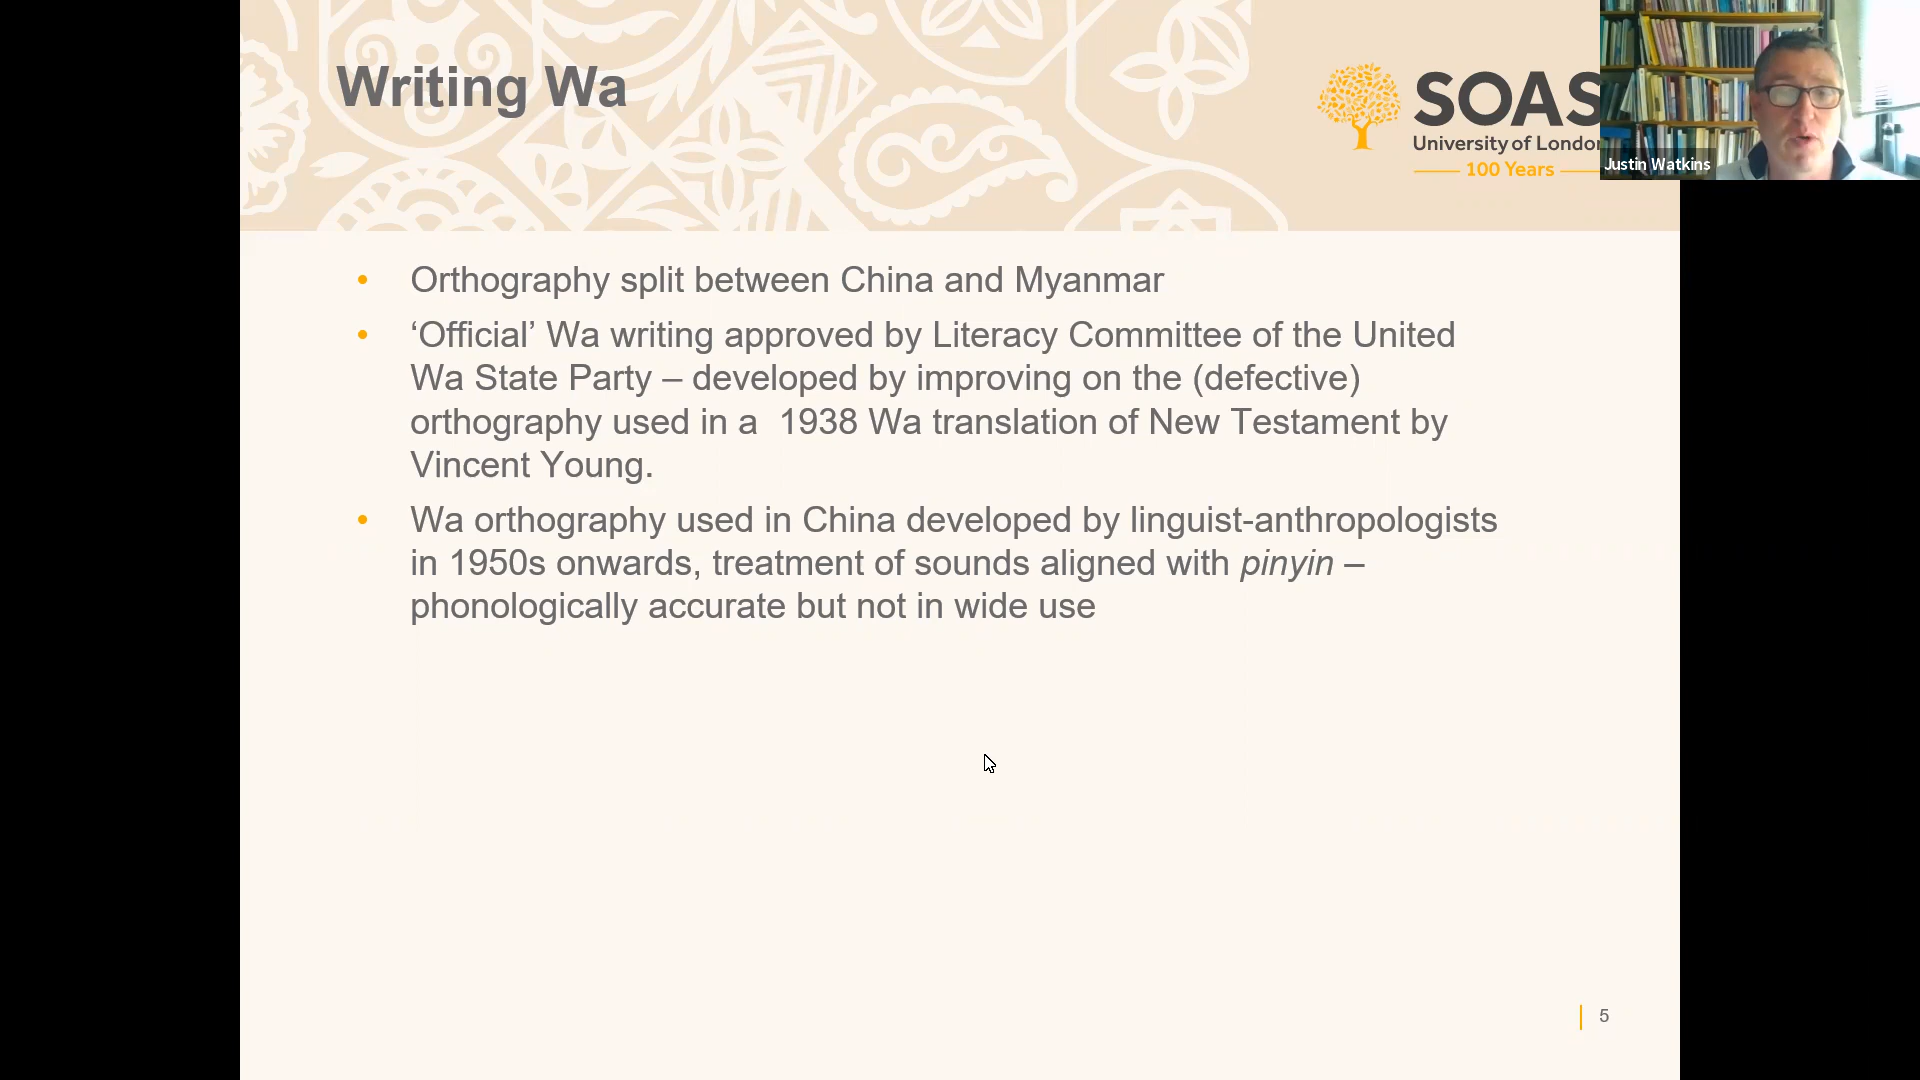 Writing Wa
SOAS
University of London
100 Years
Justin Watkins
• Orthography split between China and Myanmar
• ‘Official’ Wa writing approved by Literacy Committee of the United
Wa State Party – developed by improving on the (defective)
orthography used in a  1938 Wa translation of New Testament by
Vincent Young.
• Wa orthography used in China developed by linguist-anthropologists
in 1950s onwards, treatment of sounds aligned with pinyin –
phonologically accurate but not in wide use
5